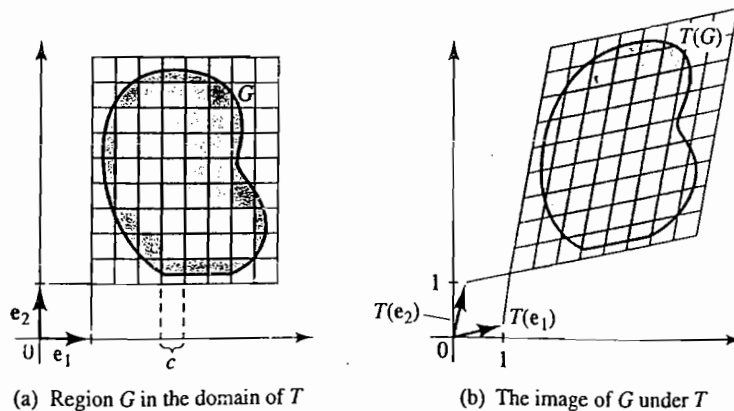 G
e₂
0
e₁
c
(a) Region G in the domain of T
T(G)
1
T(e₂)
T(e₁)
0
1
(b) The image of G under T